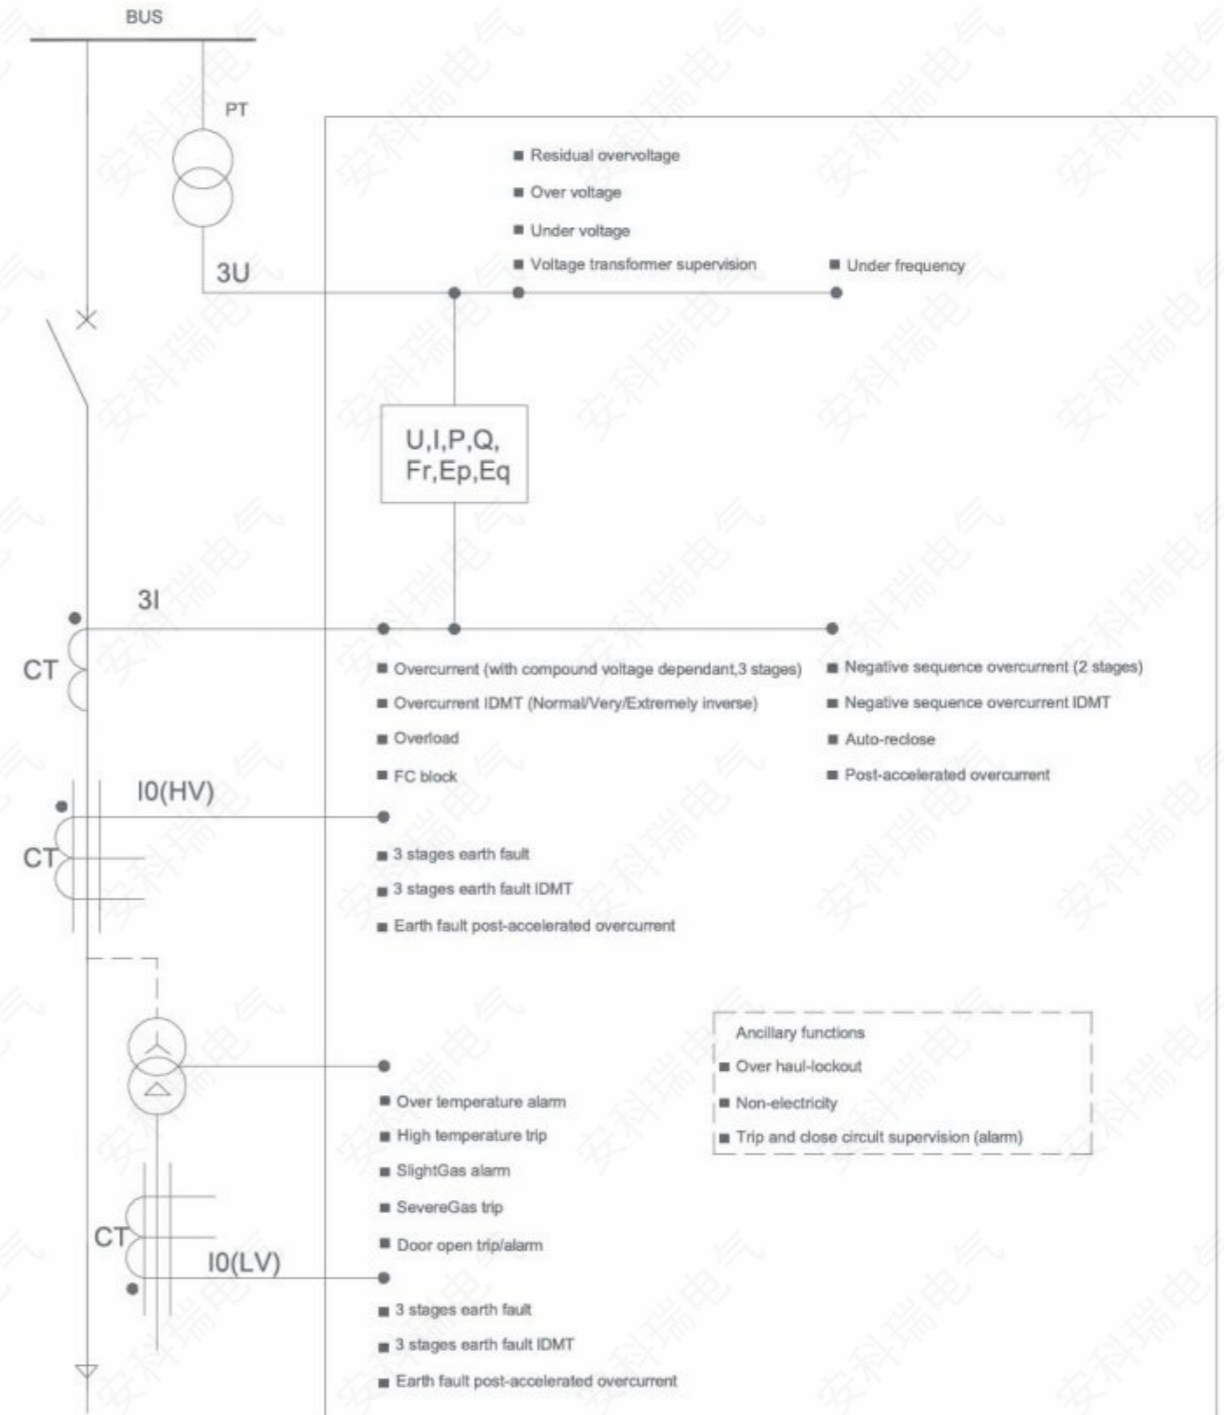 BUS
PT
■ Residual overvoltage
■ Over voltage
■ Under voltage
■ Voltage transformer supervision
■ Under frequency
3U
U,I,P,Q,
Fr,Ep,Eq
3I
CT
■ Overcurrent (with compound voltage dependant,3 stages)
■ Overcurrent IDMT (Normal/Very/Extremely inverse)
■ Overload
■ FC block
■ Negative sequence overcurrent (2 stages)
■ Negative sequence overcurrent IDMT
■ Auto-reclose
■ Post-accelerated overcurrent
I0(HV)
CT
■ 3 stages earth fault
■ 3 stages earth fault IDMT
■ Earth fault post-accelerated overcurrent
Ancillary functions
■ Over haul-lockout
■ Non-electricity
■ Trip and close circuit supervision (alarm)
■ Over temperature alarm
■ High temperature trip
■ SlightGas alarm
■ SevereGas trip
■ Door open trip/alarm
CT
I0(LV)
■ 3 stages earth fault
■ 3 stages earth fault IDMT
■ Earth fault post-accelerated overcurrent
安科瑞电气